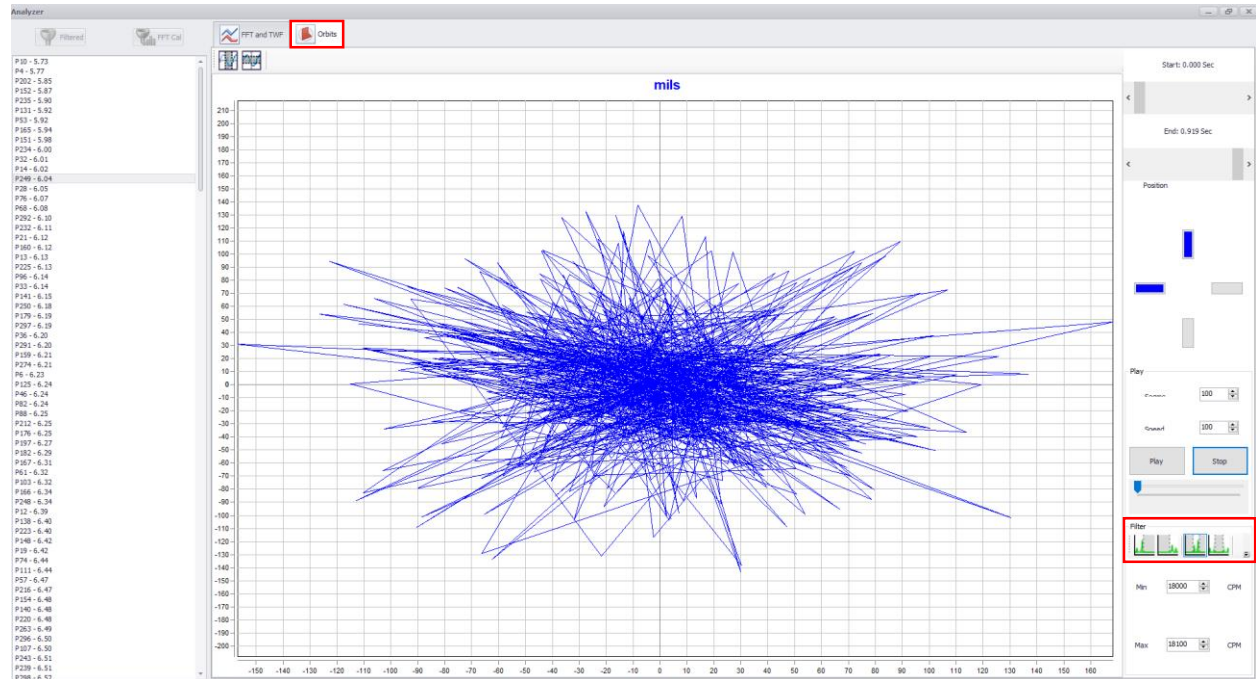 Analyzer
Filtered
FFT Cal
FFT and TWF
Orbits
P10 - 5.73
P4 - 5.77
P202 - 5.85
P152 - 5.87
P235 - 5.90
P131 - 5.92
P53 - 5.92
P165 - 5.94
P151 - 5.98
P234 - 6.00
P32 - 6.01
P14 - 6.02
P249 - 6.04
P28 - 6.05
P76 - 6.07
P68 - 6.08
P292 - 6.10
P232 - 6.11
P21 - 6.12
P160 - 6.12
P13 - 6.13
P225 - 6.13
P96 - 6.14
P33 - 6.14
P141 - 6.15
P250 - 6.18
P179 - 6.19
P297 - 6.19
P36 - 6.20
P291 - 6.20
P159 - 6.21
P274 - 6.21
P6 - 6.23
P125 - 6.24
P46 - 6.24
P82 - 6.24
P88 - 6.25
P212 - 6.25
P176 - 6.25
P197 - 6.27
P182 - 6.29
P167 - 6.31
P61 - 6.32
P103 - 6.32
P166 - 6.34
P248 - 6.34
P12 - 6.39
P138 - 6.40
P223 - 6.40
P148 - 6.42
P19 - 6.42
P74 - 6.44
P111 - 6.44
P57 - 6.47
P216 - 6.47
P154 - 6.48
P140 - 6.48
P220 - 6.48
P263 - 6.49
P296 - 6.50
P107 - 6.50
P243 - 6.51
P239 - 6.51
P298 - 6.52
mils
210
200
190
180
170
160
150
140
130
120
110
100
90
80
70
60
50
40
30
20
10
0
-10
-20
-30
-40
-50
-60
-70
-80
-90
-100
-110
-120
-130
-140
-150
-160
-170
-180
-190
-200
-150 -140 -130 -120 -110 -100 -90 -80 -70 -60 -50 -40 -30 -20 -10 0 10 20 30 40 50 60 70 80 90 100 110 120 130 140 150 160
Start: 0.000 Sec
End: 0.919 Sec
Position
Play
100
Speed 100
Play Stop
Filter
Min 18000 CPM
Max 18100 CPM